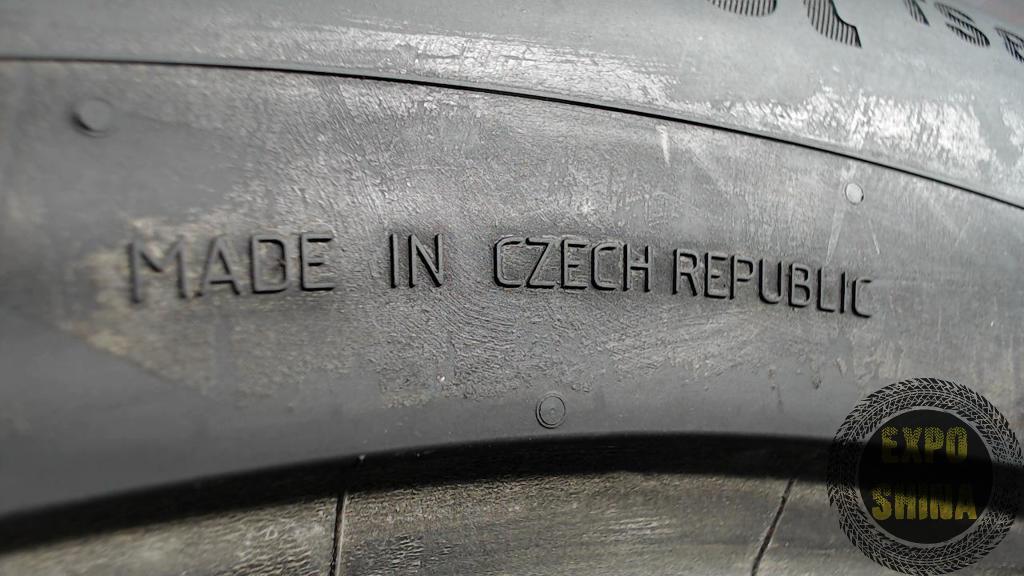 MADE IN CZECH REPUBLIC
EXPO
SHINA